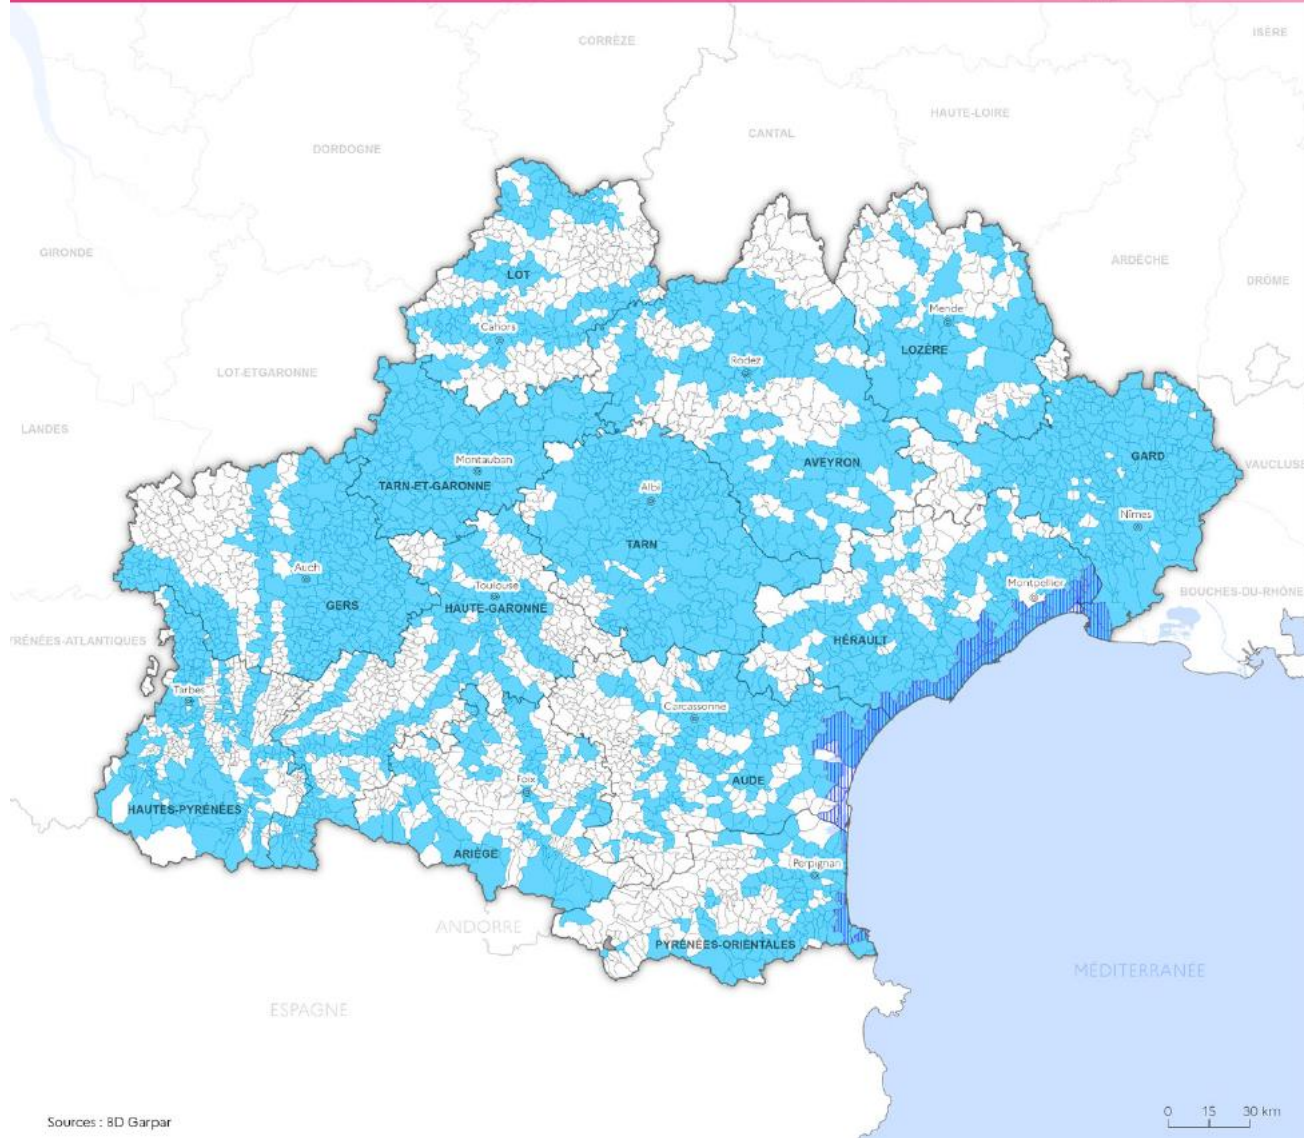 ISÈRE
CORRÈZE
HAUTE-LOIRE
CANTAL
DORDOGNE
GIRONDE
ARDÈCHE
LOT
DRÔME
Mende
Cahors
LOZÈRE
Rodez
LOT-ETGARONNE
LANDES
GARD
Montauban
AVEYRON
VAUCLUSE
TARN-ET-GARONNE
Albi
Nîmes
TARN
Auch
Toulouse
Montpellier
BOUCHES-DU-RHÔNE
GERS
HAUTE-GARONNE
YRÉNÉES-ATLANTIQUES
HÉRAULT
Tarbes
Carcassonne
AUDE
Foix
HAUTES-PYRÉNÉES
ARIÈGE
Perpignan
ANDORRE
PYRÉNÉES-ORIENTALES
MÉDITERRANÉE
ESPAGNE
Sources : BD Garpar
0 15 30 km